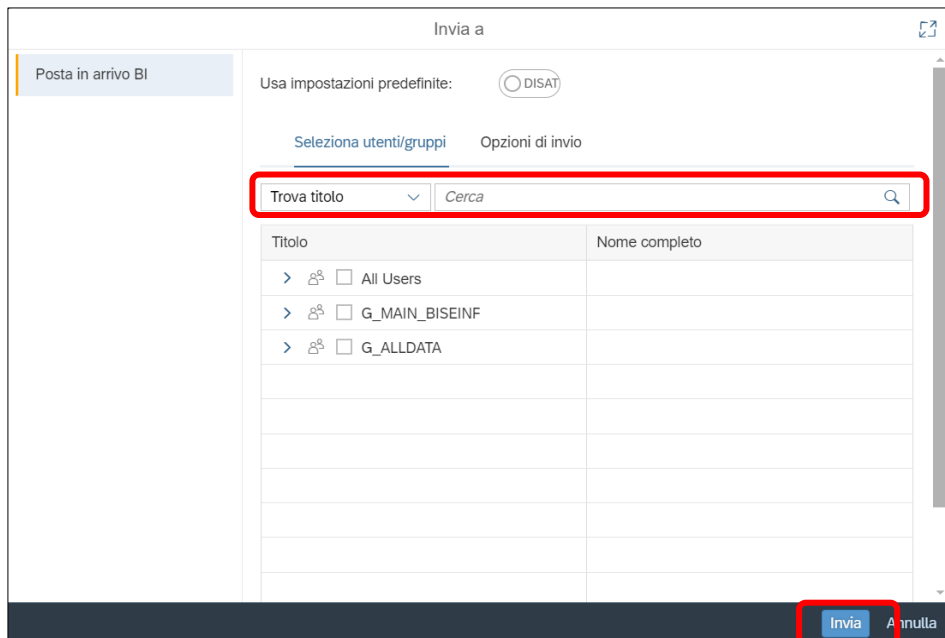 Invia a
Posta in arrivo BI
Usa impostazioni predefinite:
DISAT
Seleziona utenti/gruppi Opzioni di invio
Trova titolo Cerca
Titolo Nome completo
All Users
G_MAIN_BISEINF
G_ALLDATA
Invia Annulla